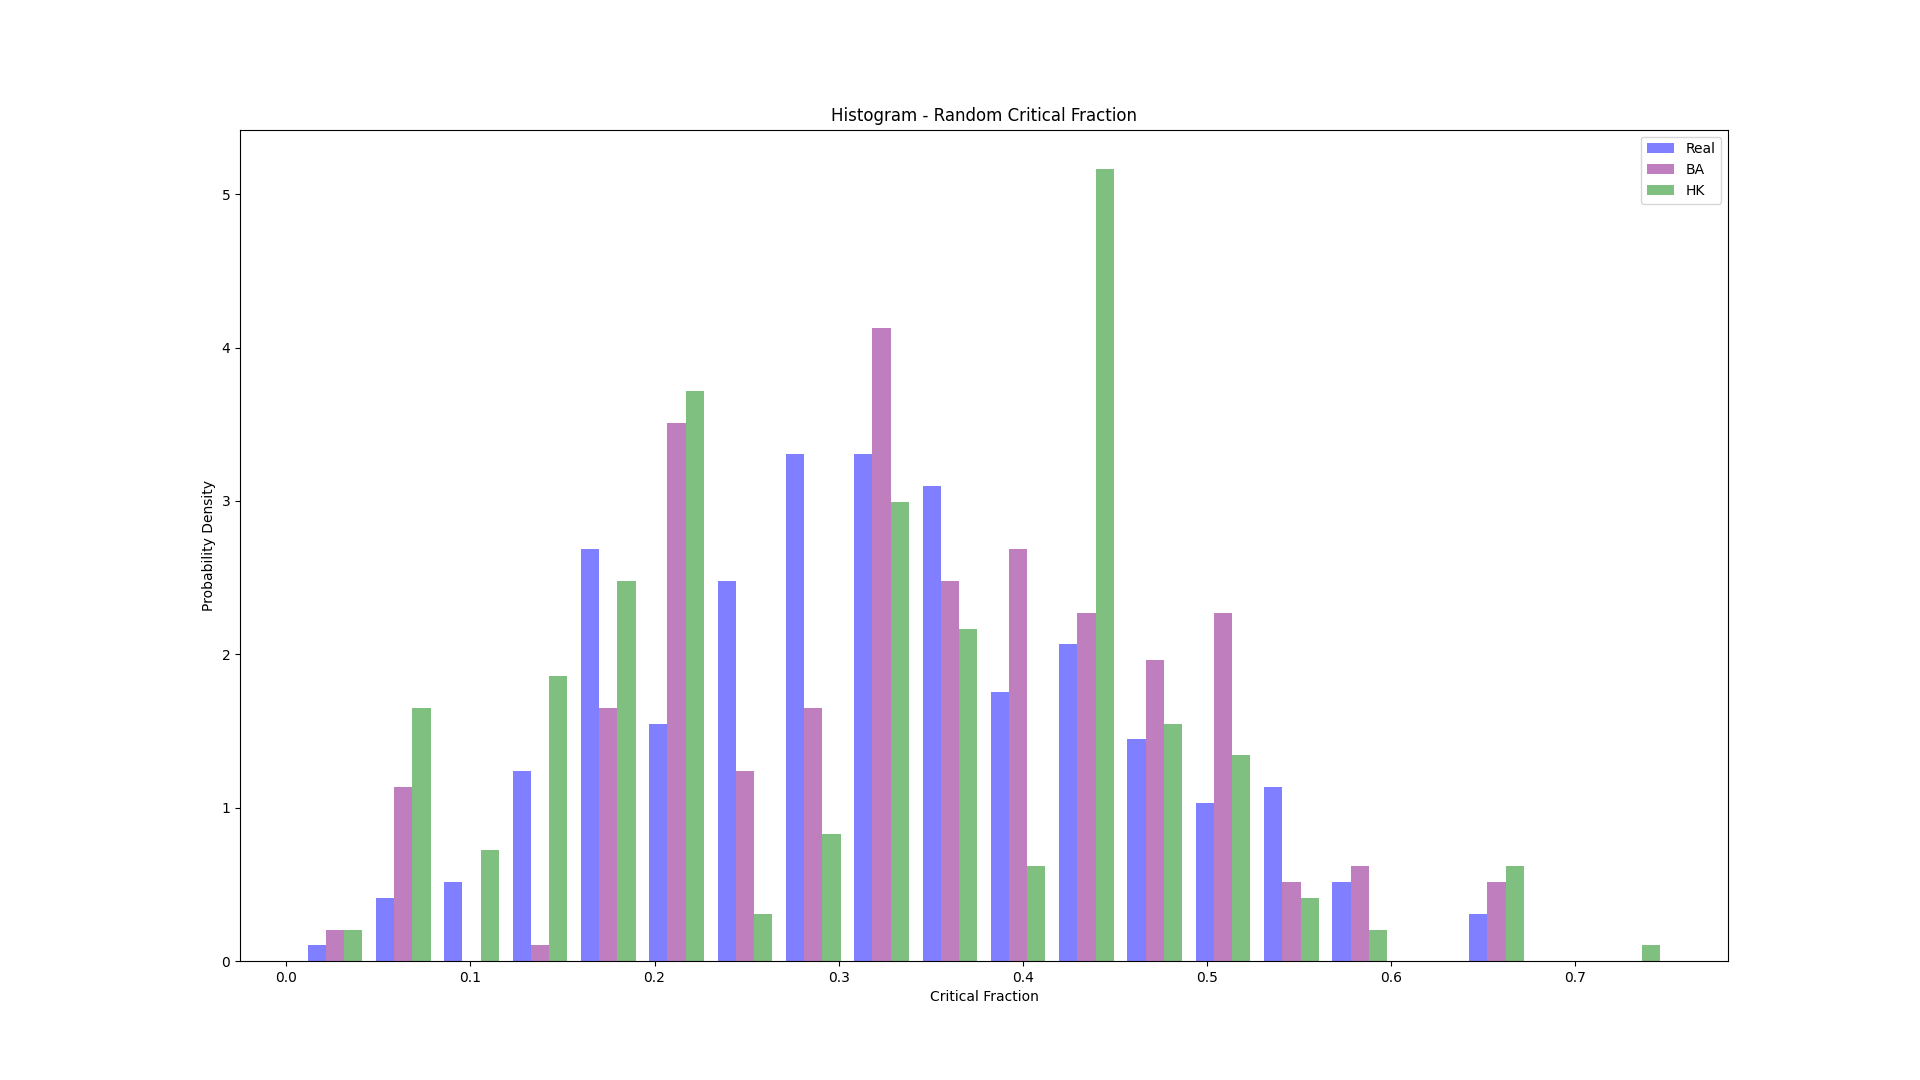 Histogram - Random Critical Fraction
Real
BA
HK
5
4
3
2
1
0
Probability Density
0.0 0.1 0.2 0.3 0.4 0.5 0.6 0.7
Critical Fraction